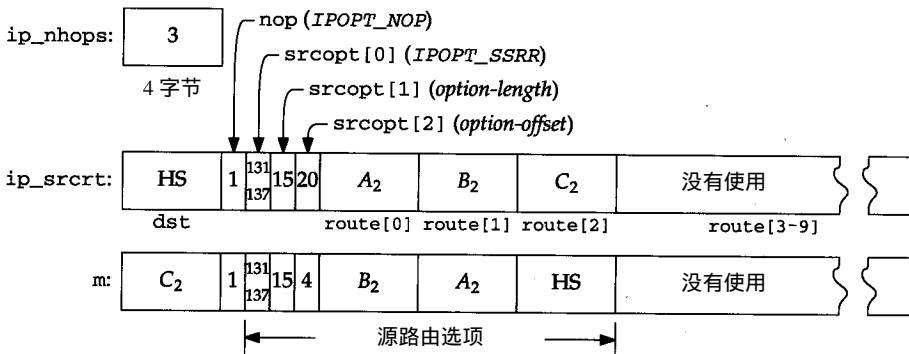 nop (IPOPT_NOP)
ip_nhops: 3
srcopt[0] (IPOPT_SSRR)
4 字节
srcopt[1] (option-length)
srcopt[2] (option-offset)
ip_srcrt: HS 1 131 137 15 20 A2 B2 C2 没有使用
dst route[0] route[1] route[2] route[3-9]
m: C2 1 131 137 15 4 B2 A2 HS 没有使用
源路由选项